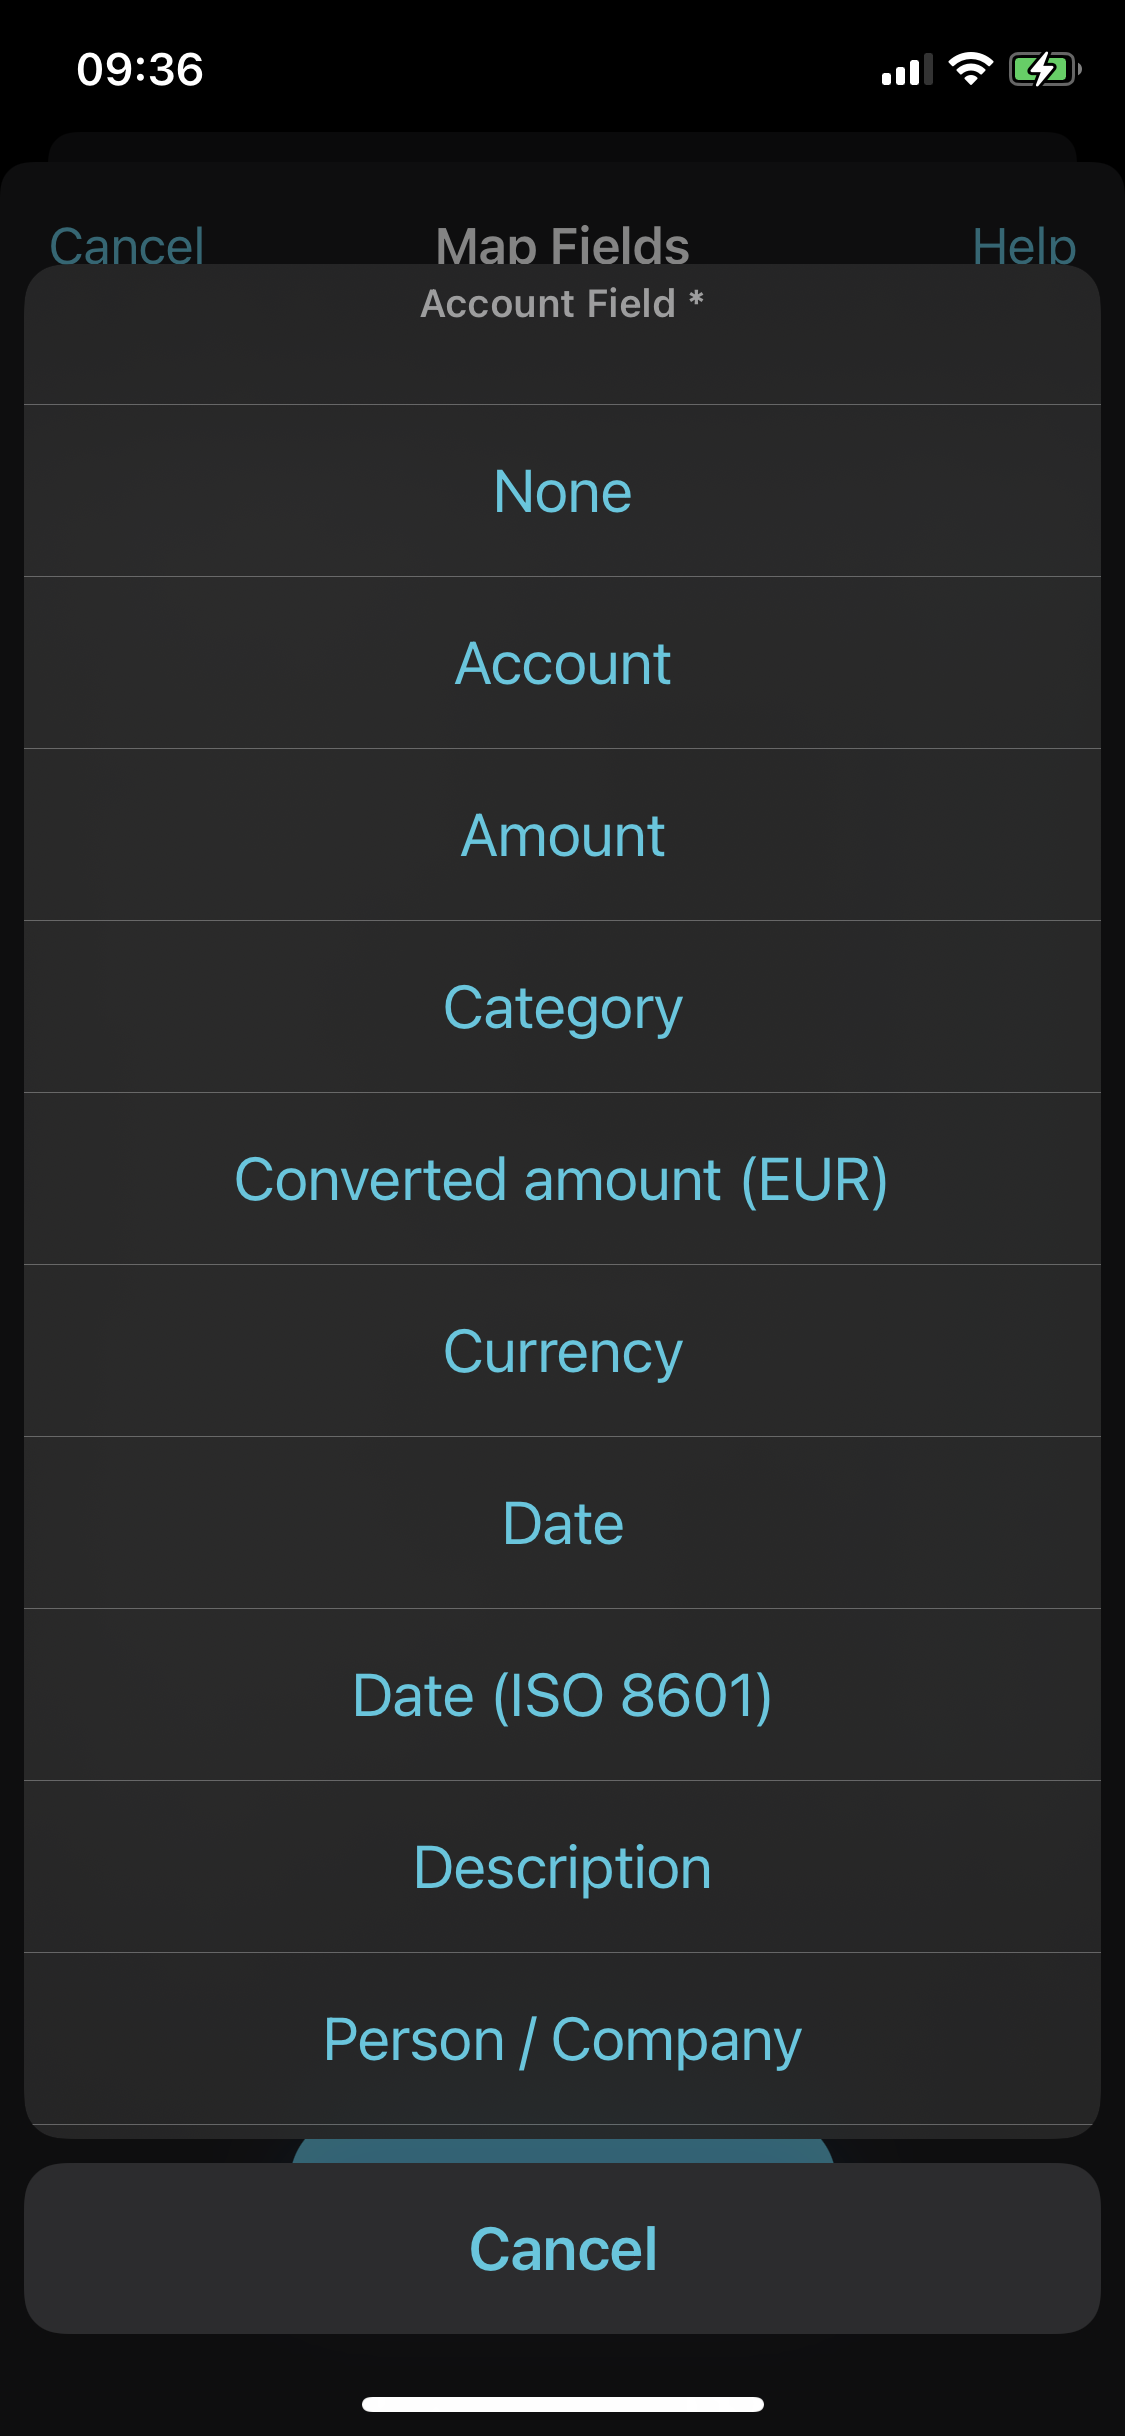 09:36
Cancel Map Fields Help
Account Field *
None
Account
Amount
Category
Converted amount (EUR)
Currency
Date
Date (ISO 8601)
Description
Person / Company
Cancel